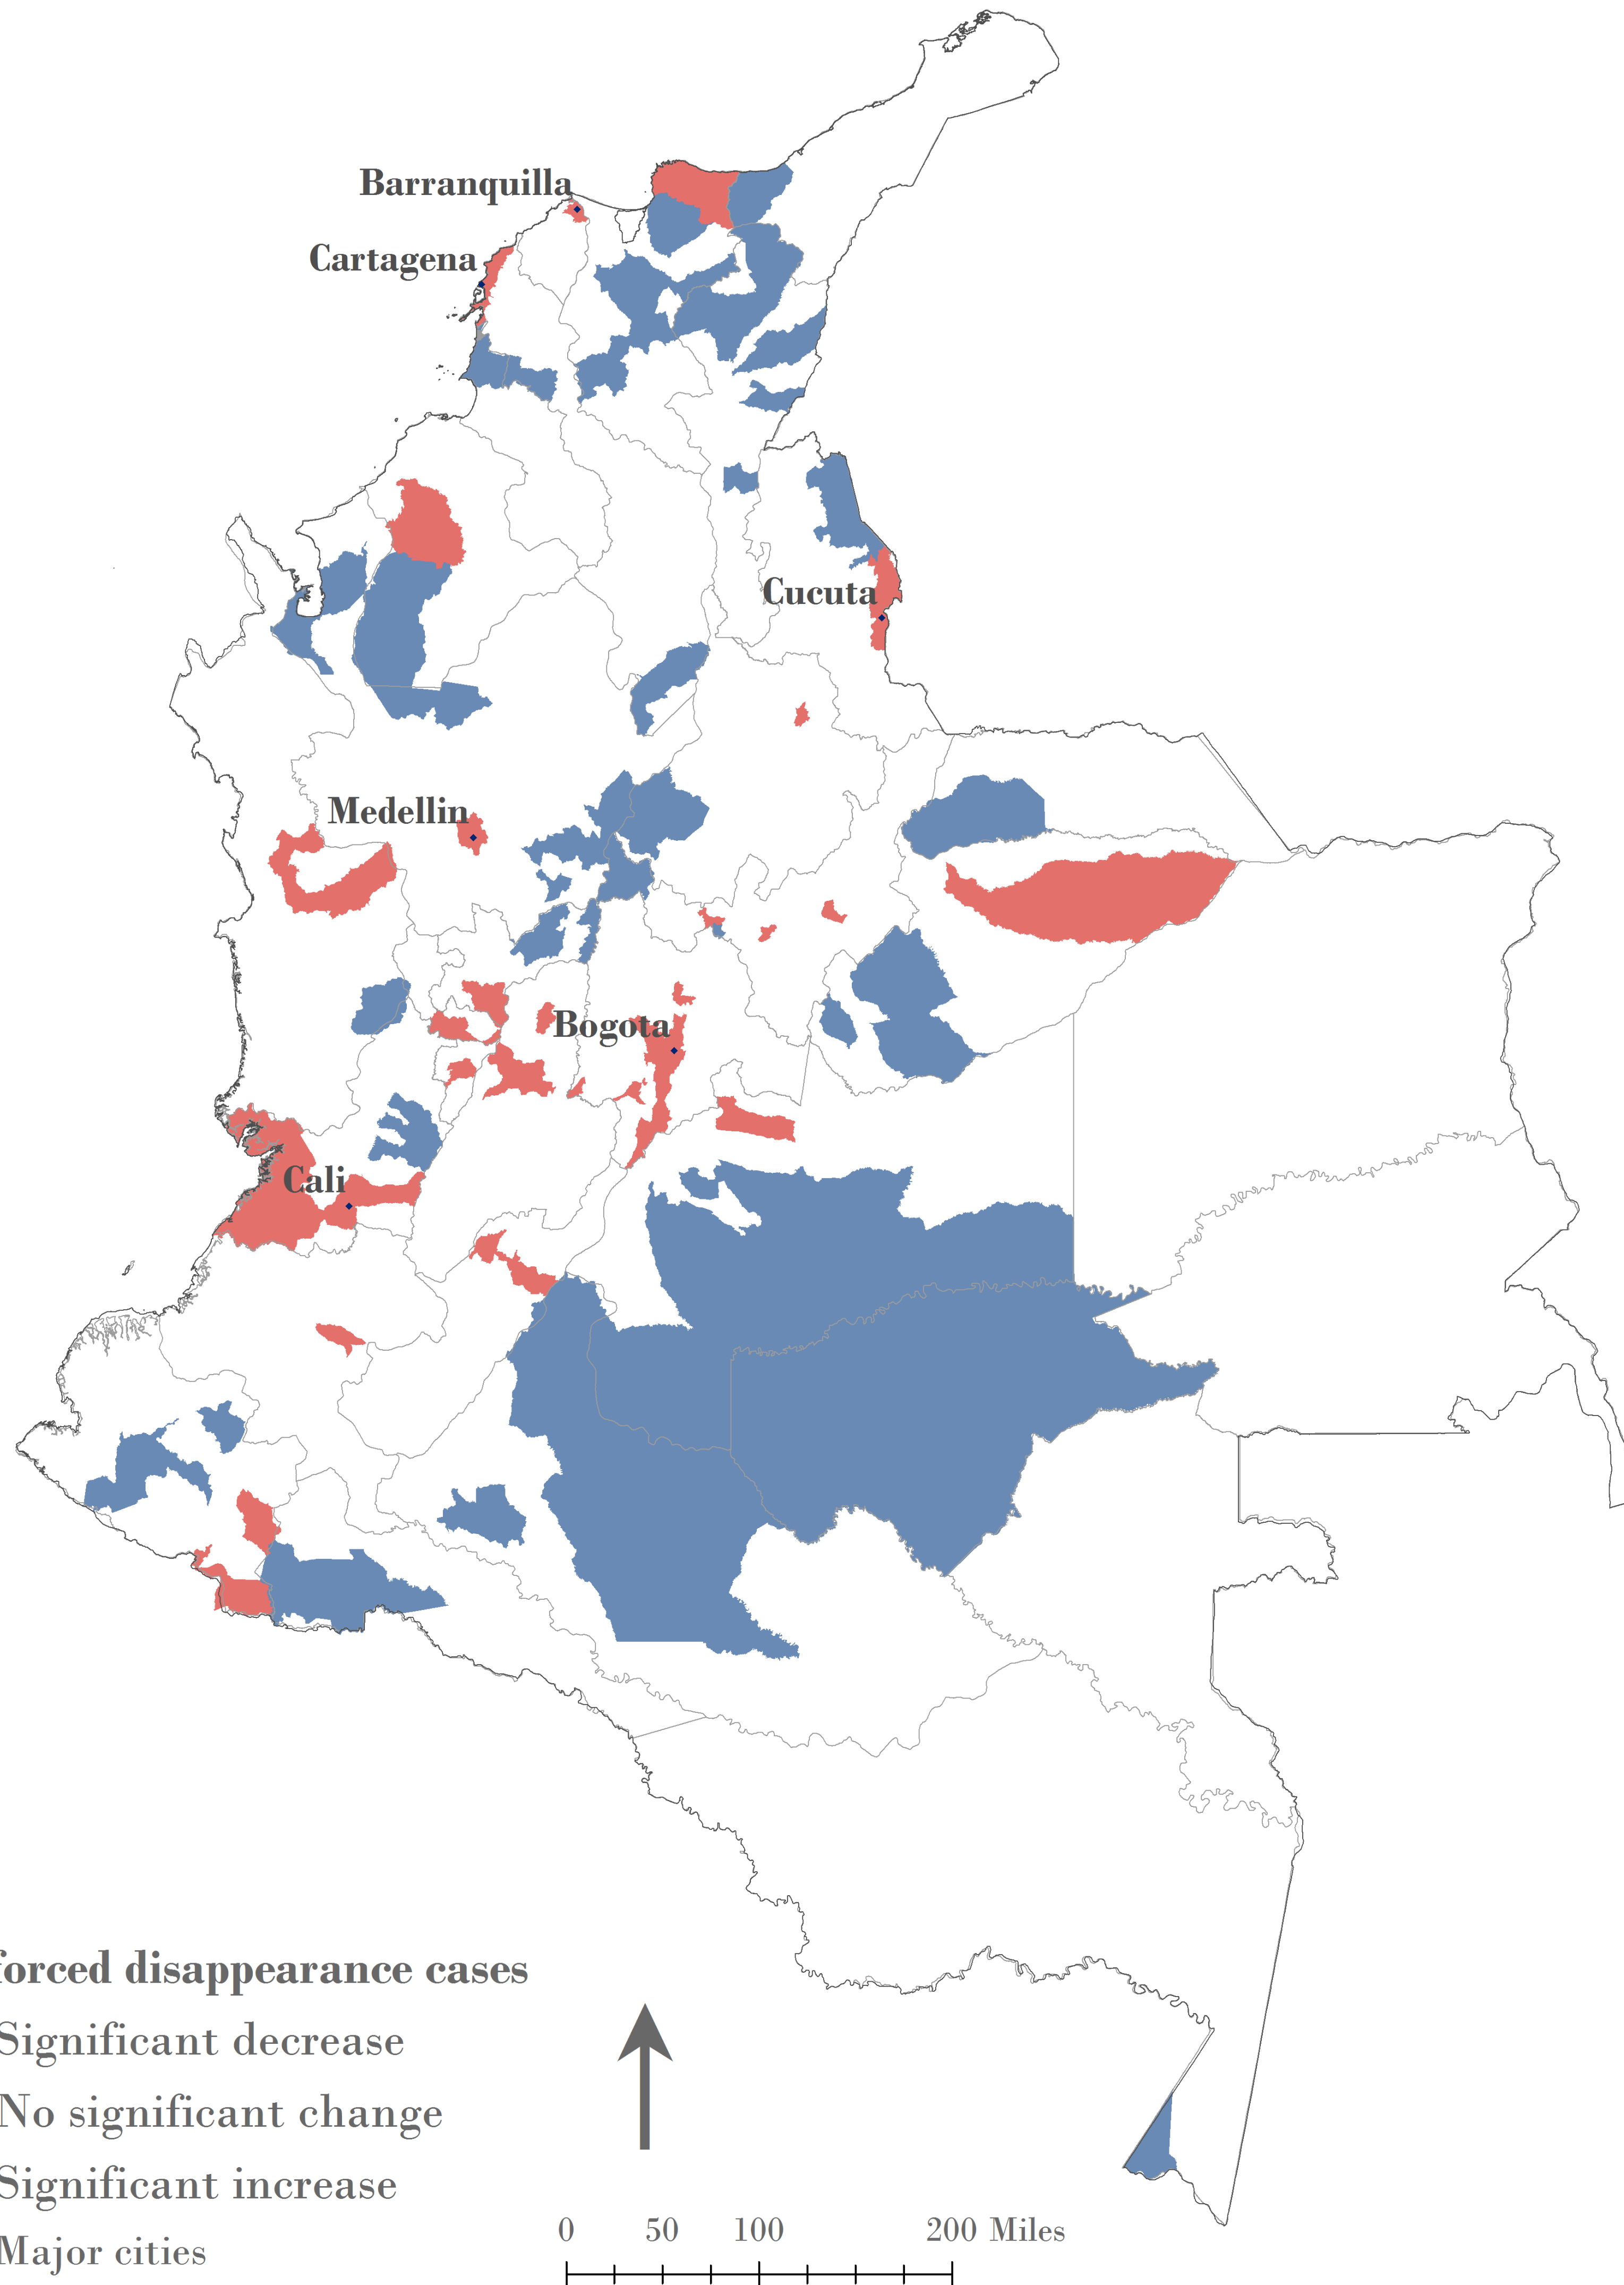 Barranquilla
Cartagena
Cucuta
Medellin
Bogota
Cali
forced disappearance cases
Significant decrease
No significant change
Significant increase
Major cities
0 50 100 200 Miles